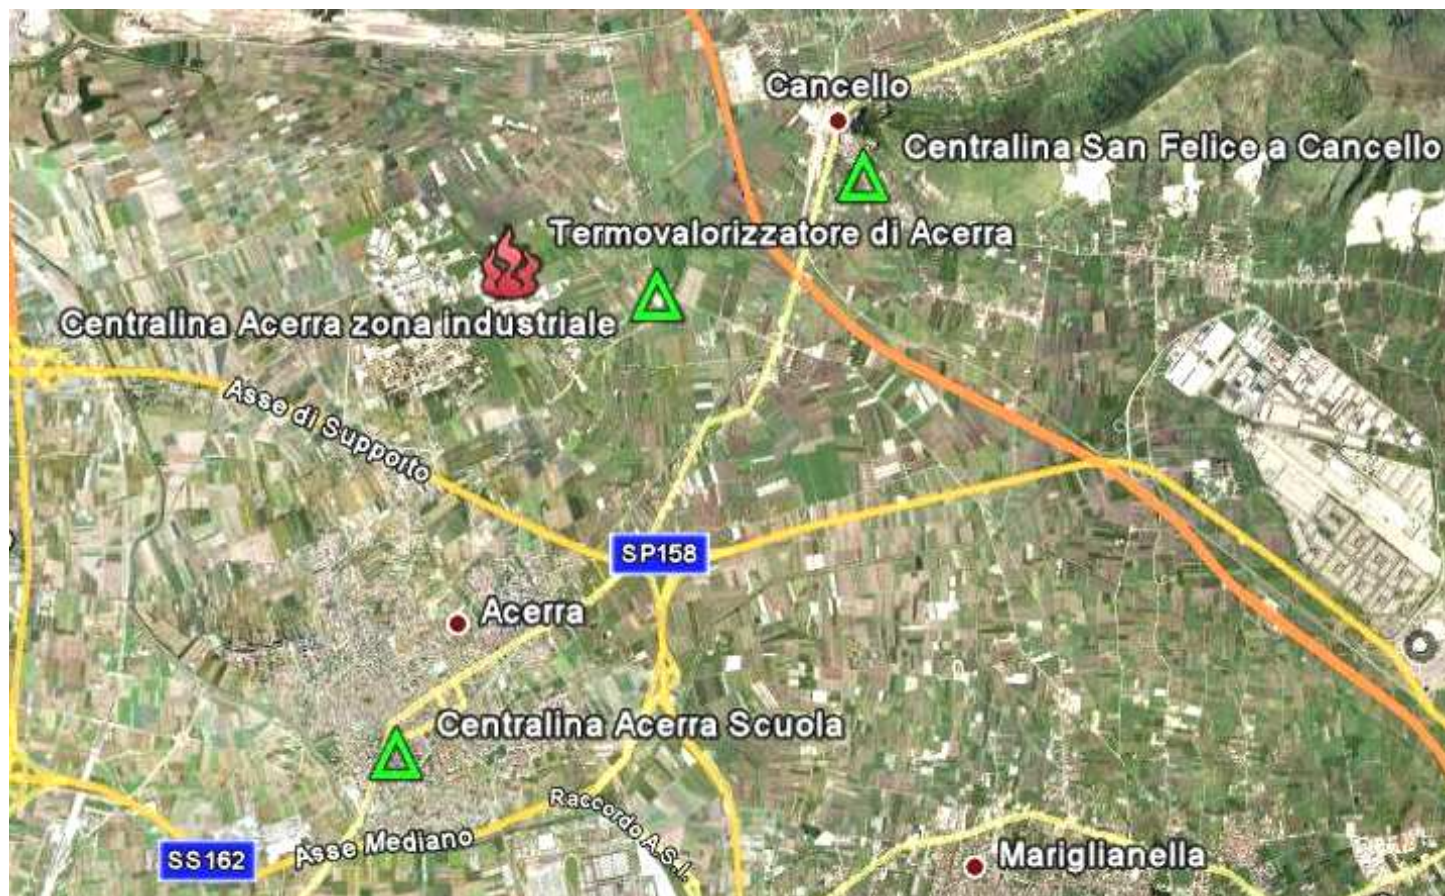 Cancello
Centralina San Felice a Cancello
Termovalorizzatore di Acerra
Centralina Acerra zona industriale
Asse di Supporto
SP158
Acerra
Centralina Acerra Scuola
Raccordo A.S.I.
Asse Mediano
SS162
Mariglianella